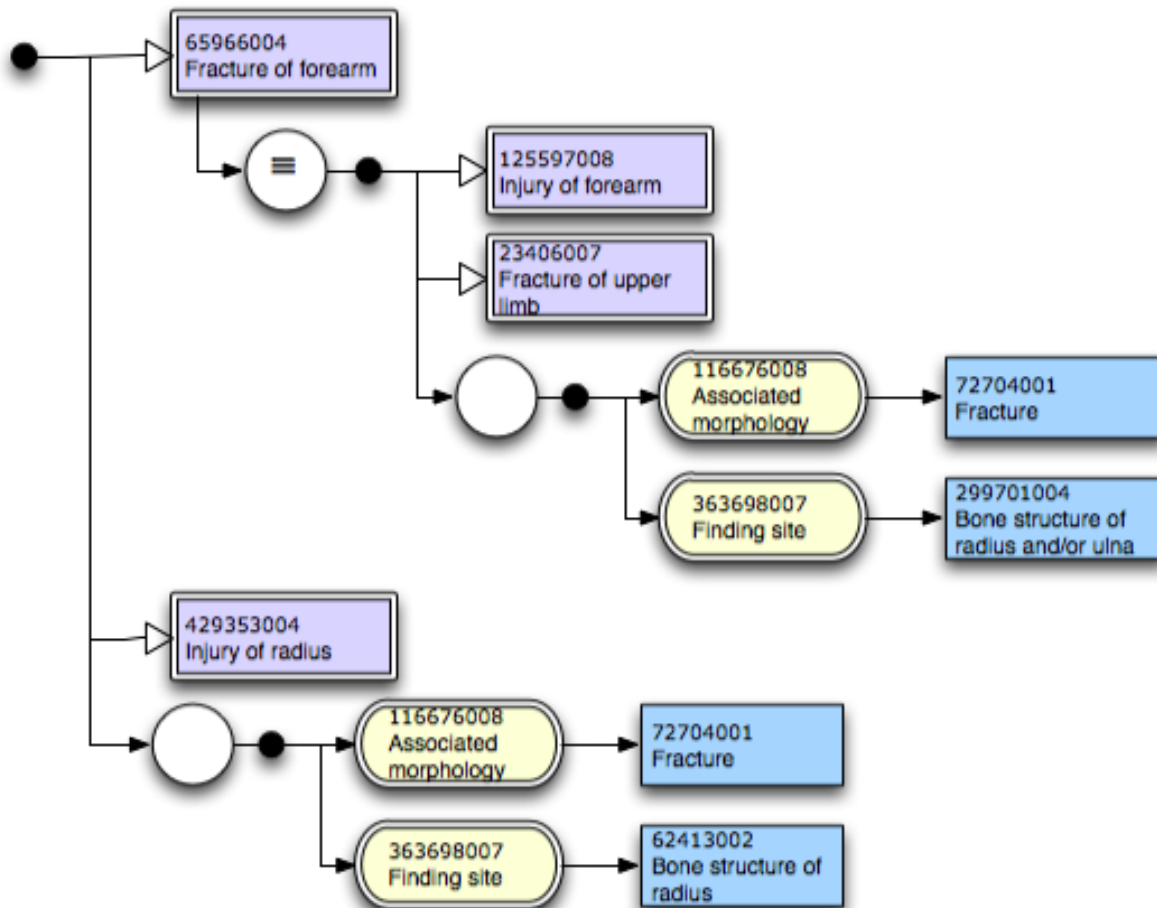 65966004
Fracture of forearm
≡
125597008
Injury of forearm
23406007
Fracture of upper
limb
116676008
Associated
morphology
72704001
Fracture
363698007
Finding site
299701004
Bone structure of
radius and/or ulna
429353004
Injury of radius
116676008
Associated
morphology
72704001
Fracture
363698007
Finding site
62413002
Bone structure of
radius